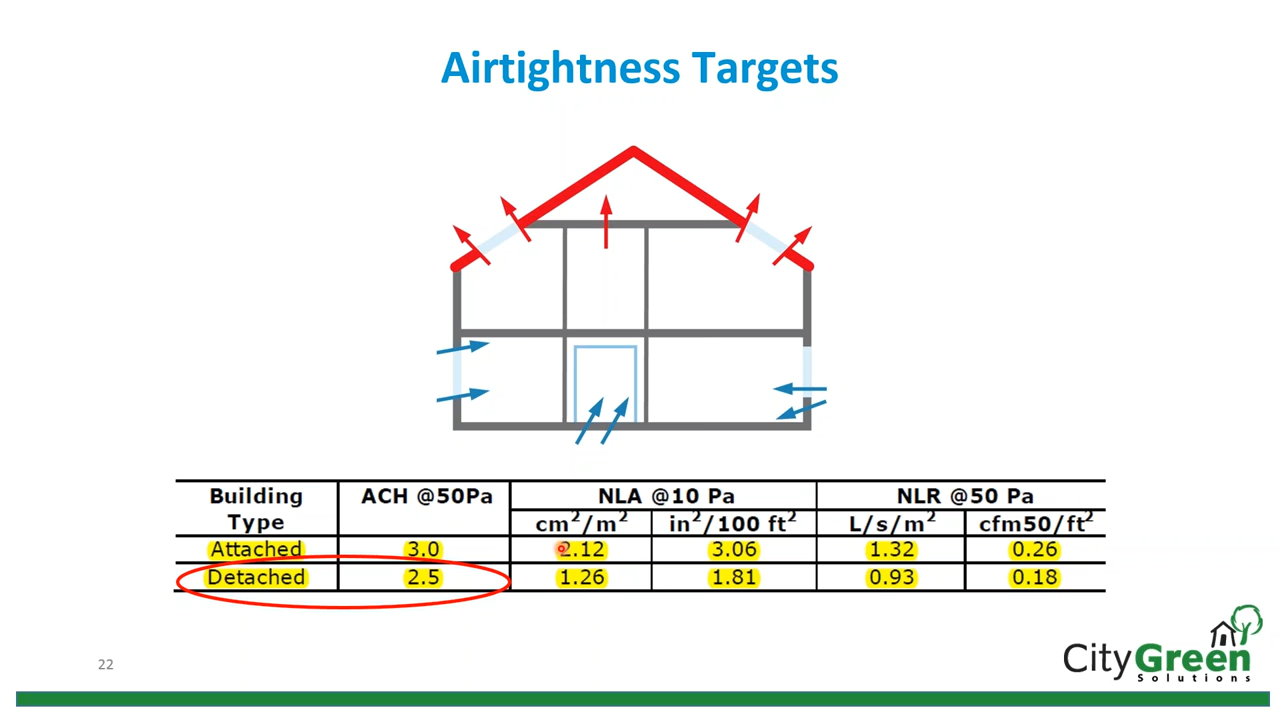 Airtightness Targets
Building Type ACH @50Pa NLA @10 Pa NLR @50 Pa
cm²/m² in²/100 ft² L/s/m² cfm50/ft²
Attached 3.0 2.12 3.06 1.32 0.26
Detached 2.5 1.26 1.81 0.93 0.18
22
CityGreen
Solutions